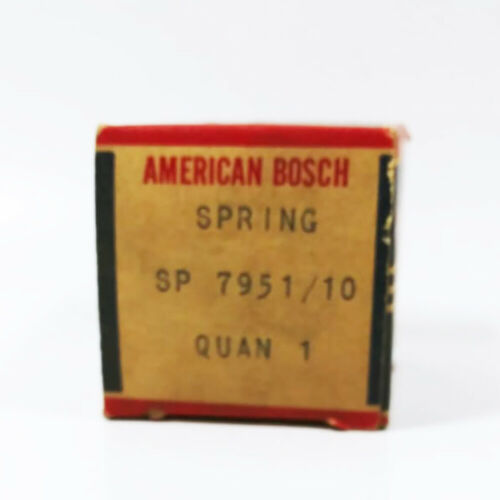 AMERICAN BOSCH
SPRING
SP 7951/10
QUAN 1